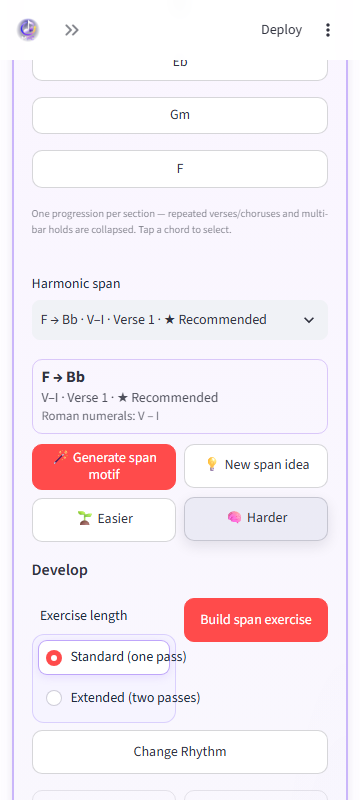 Deploy
Eb
Gm
F
One progression per section — repeated verses/choruses and multi-
bar holds are collapsed. Tap a chord to select.
Harmonic span
F → Bb · V–I · Verse 1 · ★ Recommended
F → Bb
V–I · Verse 1 · ★ Recommended
Roman numerals: V – I
Generate span
motif
New span idea
Easier
Harder
Develop
Exercise length
Build span exercise
Standard (one pass)
Extended (two passes)
Change Rhythm